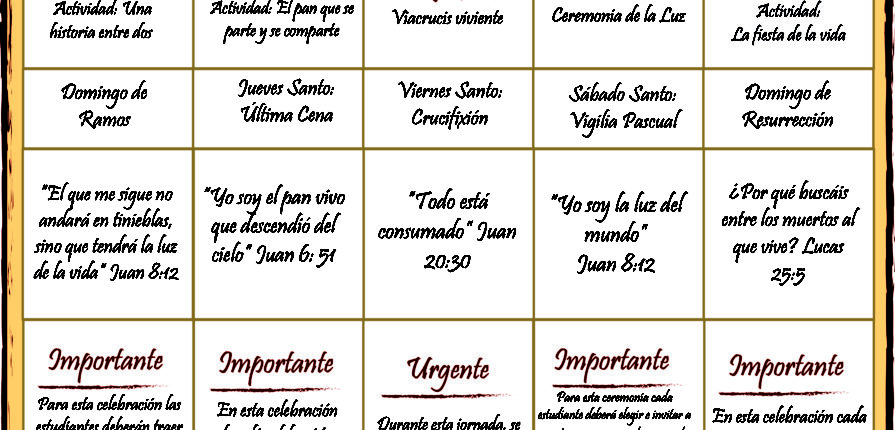 Actividad: Una
historia entre dos
Actividad: El pan que se
parte y se comparte
Viacrucis viviente
Ceremonia de la Luz
Actividad:
La fiesta de la vida
Domingo de
Ramos
Jueves Santo:
Última Cena
Viernes Santo:
Crucifixión
Sábado Santo:
Vigilia Pascual
Domingo de
Resurrección
"El que me sigue no
andará en tinieblas,
sino que tendrá la luz
de la vida" Juan 8:12
"Yo soy el pan vivo
que descendió del
cielo" Juan 6: 51
"Todo está
consumado" Juan
20:30
"Yo soy la luz del
mundo"
Juan 8:12
¿Por qué buscáis
entre los muertos al
que vive? Lucas
25:5
Importante
Para esta celebración las
estudiantes deberán traer
Importante
En esta celebración
Urgente
Durante esta jornada, se
Importante
Para esta ceremonia cada
estudiante deberá elegir e invitar a
Importante
En esta celebración cada